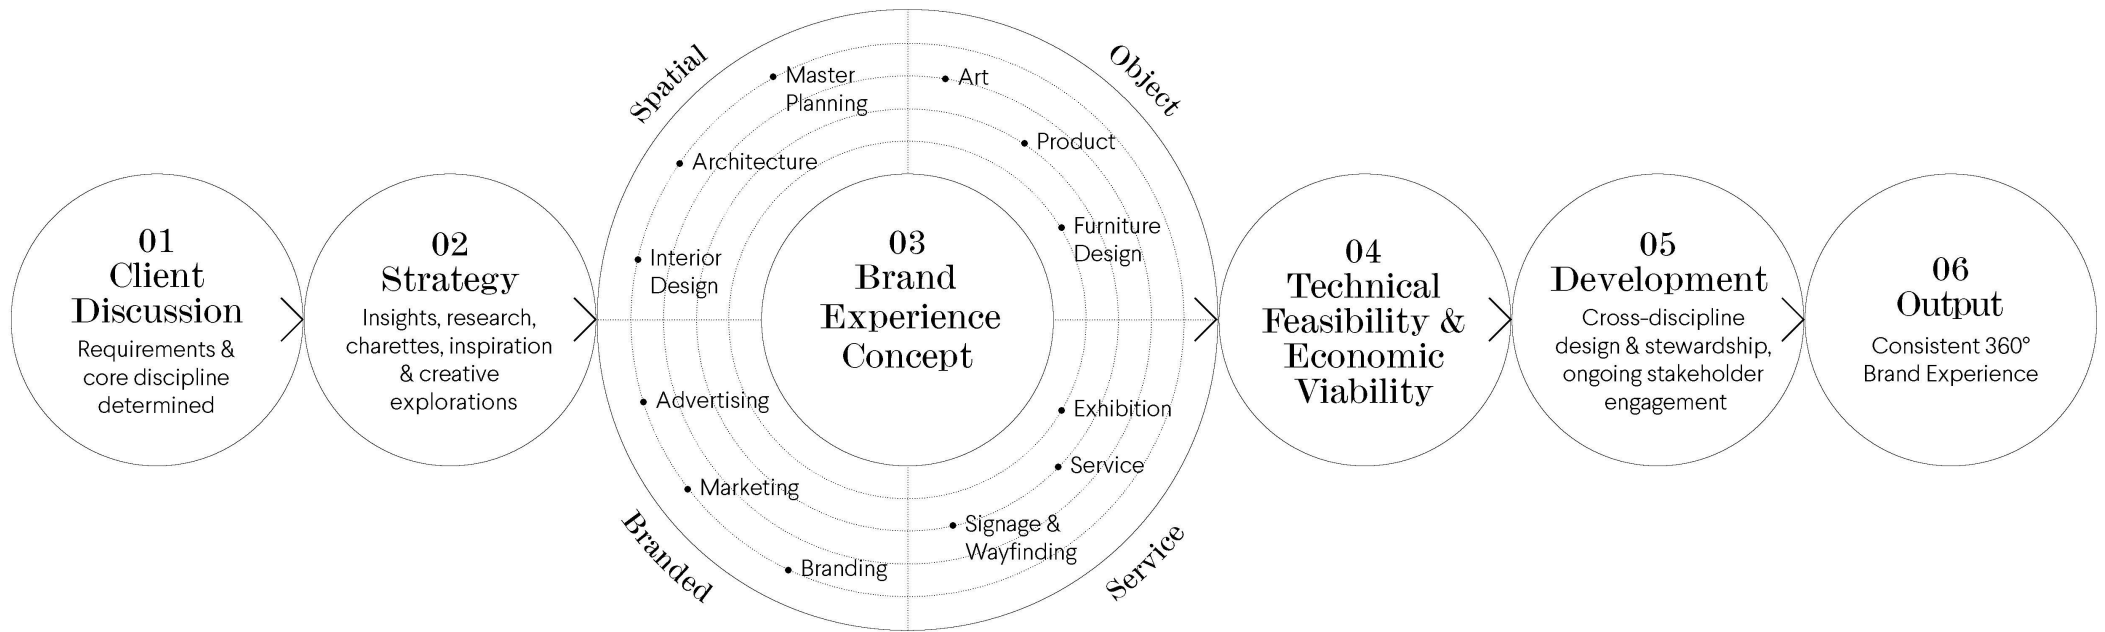 01
Client
Discussion
Requirements &
core discipline
determined
02
Strategy
Insights, research,
charettes, inspiration
& creative
explorations
Spatial
Master
Planning
Architecture
Interior
Design
Object
Art
Product
Furniture
Design
03
Brand
Experience
Concept
Advertising
Marketing
Branding
Branded
Exhibition
Service
Signage &
Wayfinding
Service
04
Technical
Feasibility &
Economic
Viability
05
Development
Cross-discipline
design & stewardship,
ongoing stakeholder
engagement
06
Output
Consistent 360°
Brand Experience